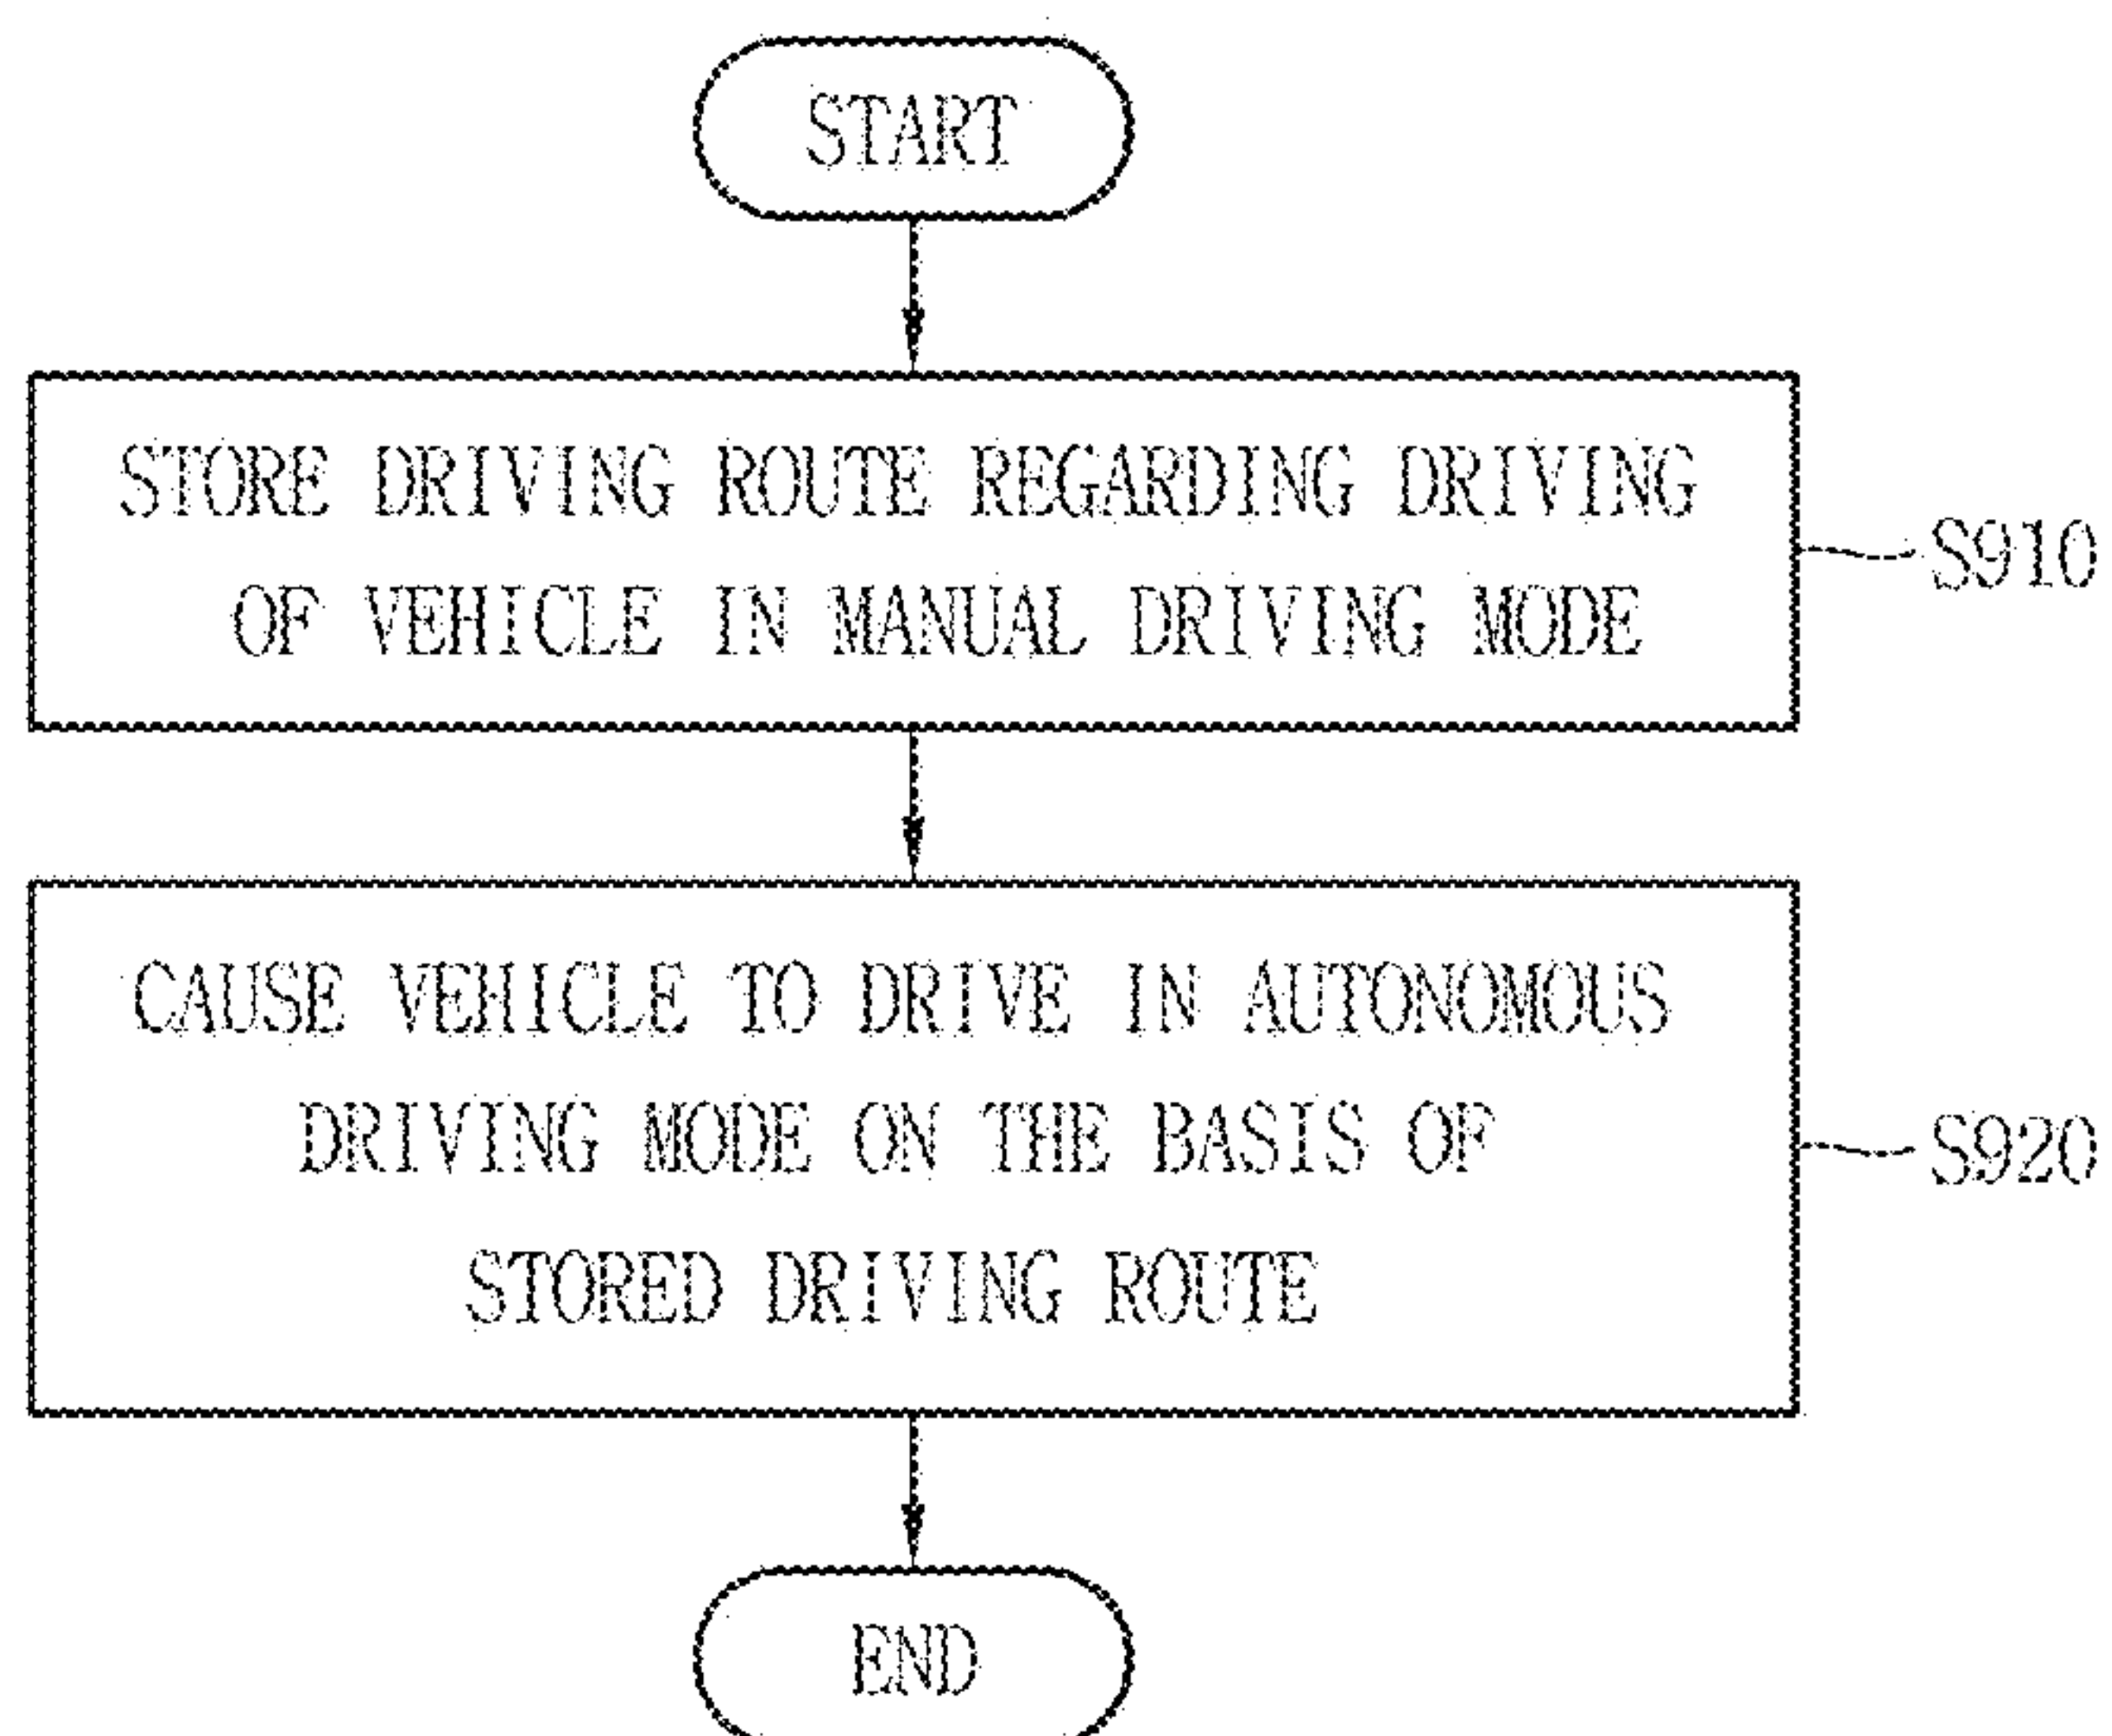 START
STORE DRIVING ROUTE REGARDING DRIVING
OF VEHICLE IN MANUAL DRIVING MODE
S910
CAUSE VEHICLE TO DRIVE IN AUTONOMOUS
DRIVING MODE ON THE BASIS OF
STORED DRIVING ROUTE
S920
END